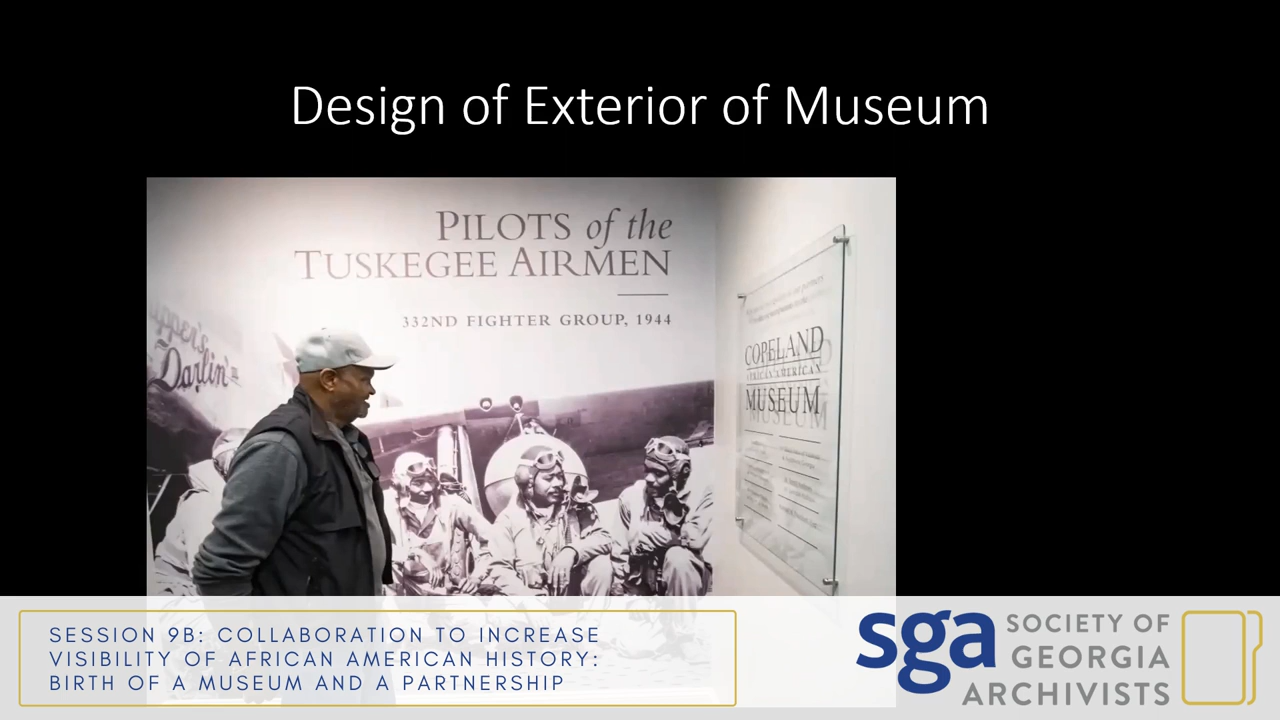 Design of Exterior of Museum
PILOTS of the
TUSKEGEE AIRMEN
332ND FIGHTER GROUP, 1944
Darlin'
COPELAND
AFRICAN AMERICAN
MUSEUM
SESSION 9B: COLLABORATION TO INCREASE
VISIBILITY OF AFRICAN AMERICAN HISTORY:
BIRTH OF A MUSEUM AND A PARTNERSHIP
sga
SOCIETY OF
GEORGIA
ARCHIVISTS